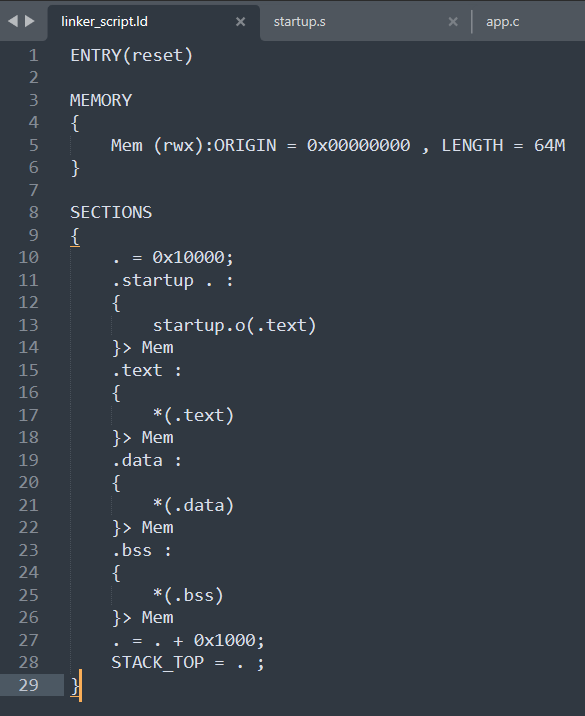 linker_script.ld × startup.s × app.c
1 ENTRY(reset)
2
3 MEMORY
4 {
5 Mem (rwx):ORIGIN = 0x00000000 , LENGTH = 64M
6 }
7
8 SECTIONS
9 {
10 . = 0x10000;
11 .startup . :
12 {
13 startup.o(.text)
14 }> Mem
15 .text :
16 {
17 *(.text)
18 }> Mem
19 .data :
20 {
21 *(.data)
22 }> Mem
23 .bss :
24 {
25 *(.bss)
26 }> Mem
27 . = . + 0x1000;
28 STACK_TOP = . ;
29 }